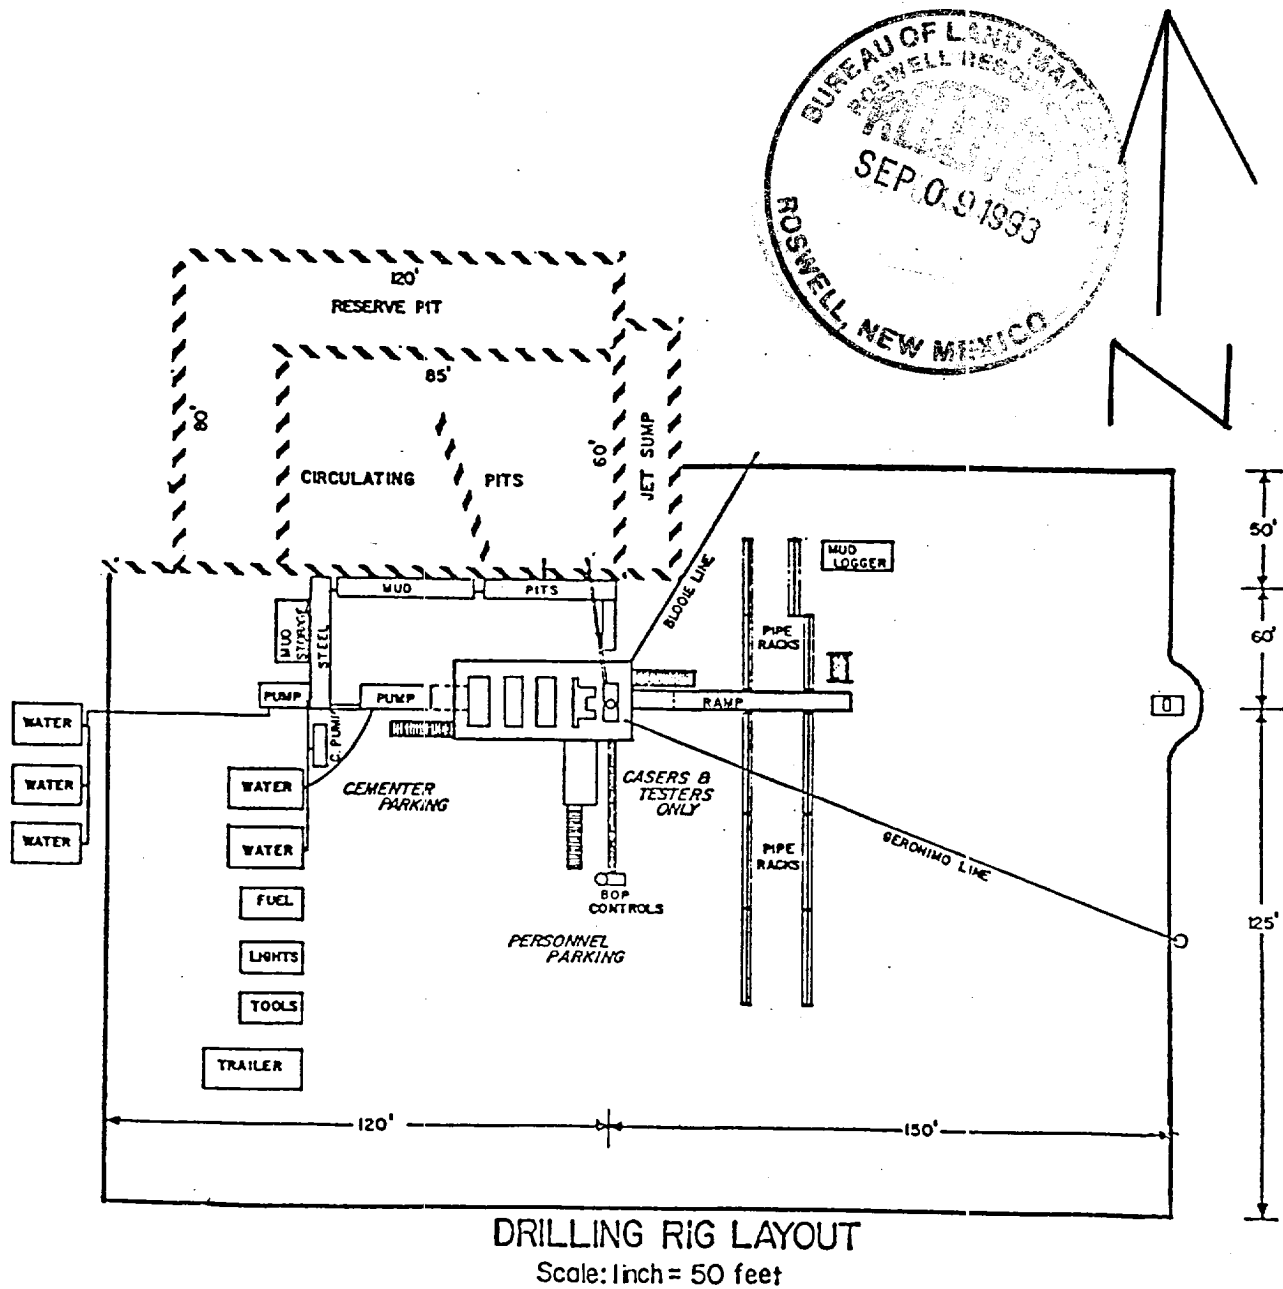 BUREAU OF LAND
ROSWELL
SEP 09 1993
ROSWELL, NEW MEXICO
N
120'
RESERVE PIT
85'
80'
60'
JET SUMP
CIRCULATING PITS
50'
MUD
LOGGER
BLOOIE LINE
MUD PITS
MUD
STORAGE
STEEL
PIPE
RACKS
60'
PUMP
PUMP
RAMP
WATER
C. PUMP
WATER
WATER
CEMENTER
PARKING
CASERS &
TESTERS
ONLY
WATER
WATER
GERONIMO LINE
PIPE
RACKS
BOP
CONTROLS
FUEL
125'
PERSONNEL
PARKING
LIGHTS
TOOLS
TRAILER
120'
150'
DRILLING RIG LAYOUT
Scale: 1 inch = 50 feet